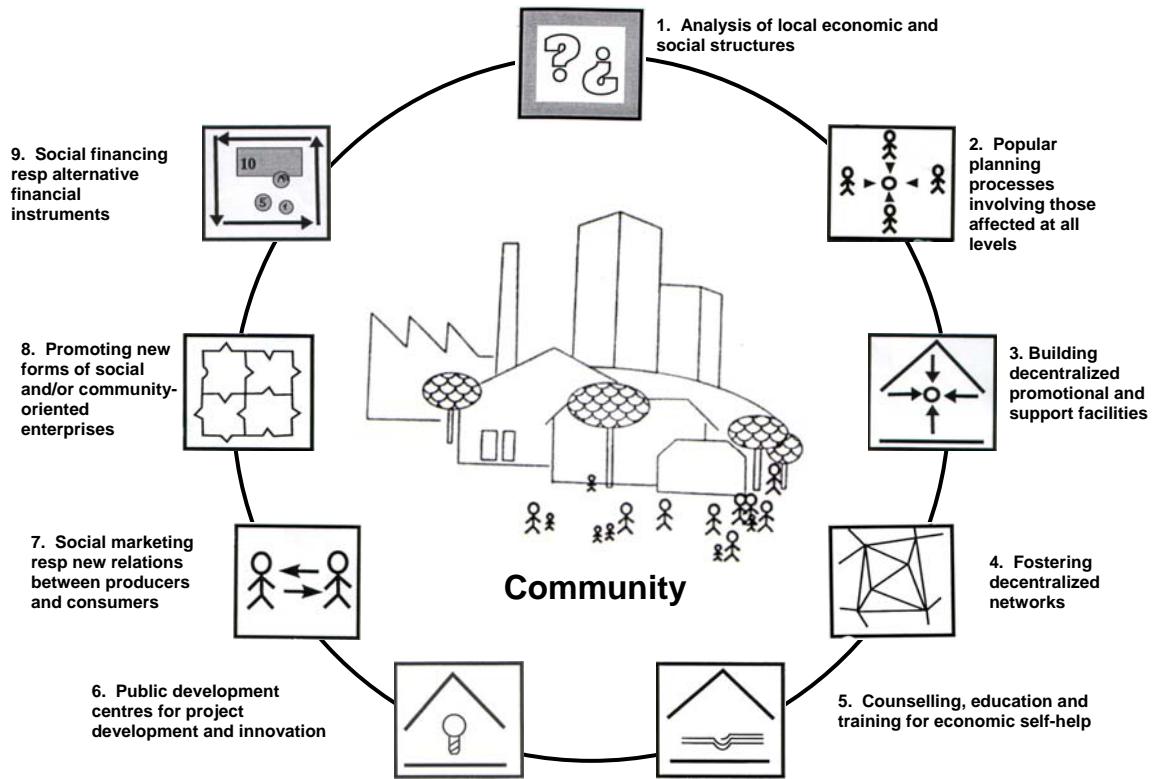 1. Analysis of local economic and
social structures
? ¿
2. Popular
planning
processes
involving those
affected at all
levels
3. Building
decentralized
promotional and
support facilities
4. Fostering
decentralized
networks
5. Counselling, education and
training for economic self-help
6. Public development
centres for project
development and innovation
7. Social marketing
resp new relations
between producers
and consumers
8. Promoting new
forms of social
and/or community-
oriented
enterprises
9. Social financing
resp alternative
financial
instruments
10
5
Community